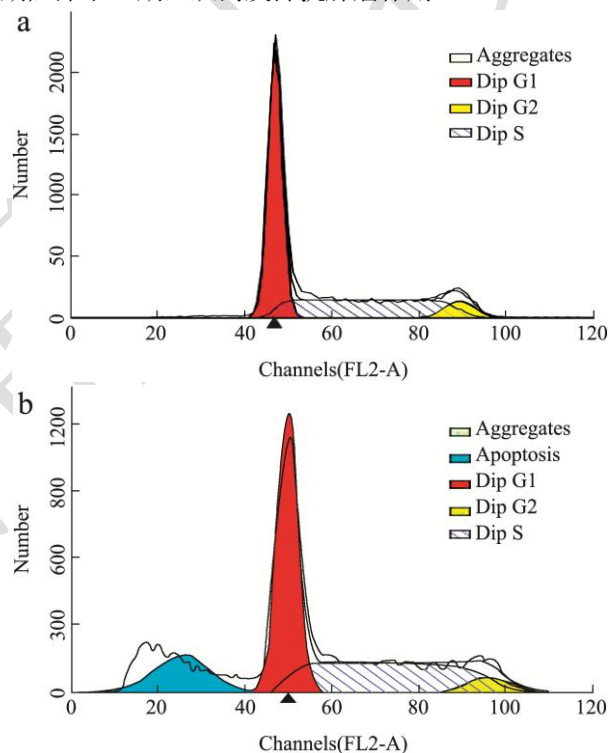 a
2000
1500
1000
50
0
Number
Aggregates
Dip G1
Dip G2
Dip S
0 20 40 60 80 100 120
Channels(FL2-A)
b
1200
800
600
300
0
Number
Aggregates
Apoptosis
Dip G1
Dip G2
Dip S
0 20 40 60 80 100 120
Channels(FL2-A)